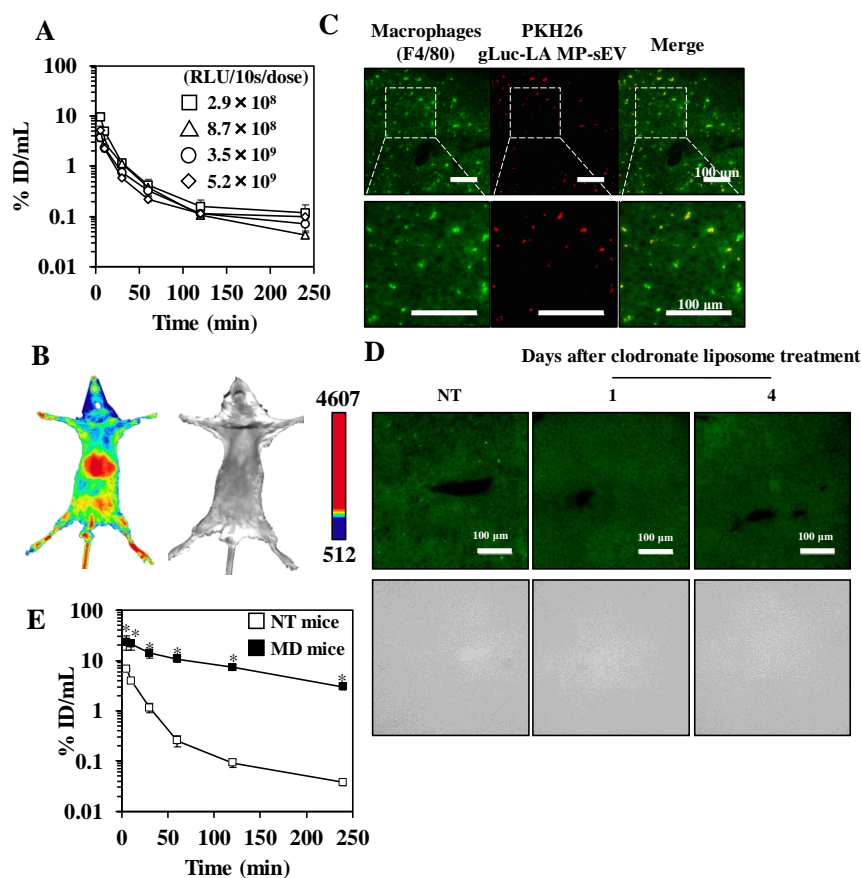 A
(RLU/10s/dose)
2.9×10⁸
8.7×10⁸
3.5×10⁹
5.2×10⁹
100
10
1
0.1
0.01
% ID/mL
0 50 100 150 200 250
Time (min)
C
Macrophages
(F4/80)
PKH26
gLuc-LA MP-sEV
Merge
100 µm
100 µm
B
4607
512
D
Days after clodronate liposome treatment
NT
1
4
100 µm
100 µm
100 µm
E
NT mice
MD mice
100
10
1
0.1
0.01
% ID/mL
* * * * * *
0 50 100 150 200 250
Time (min)